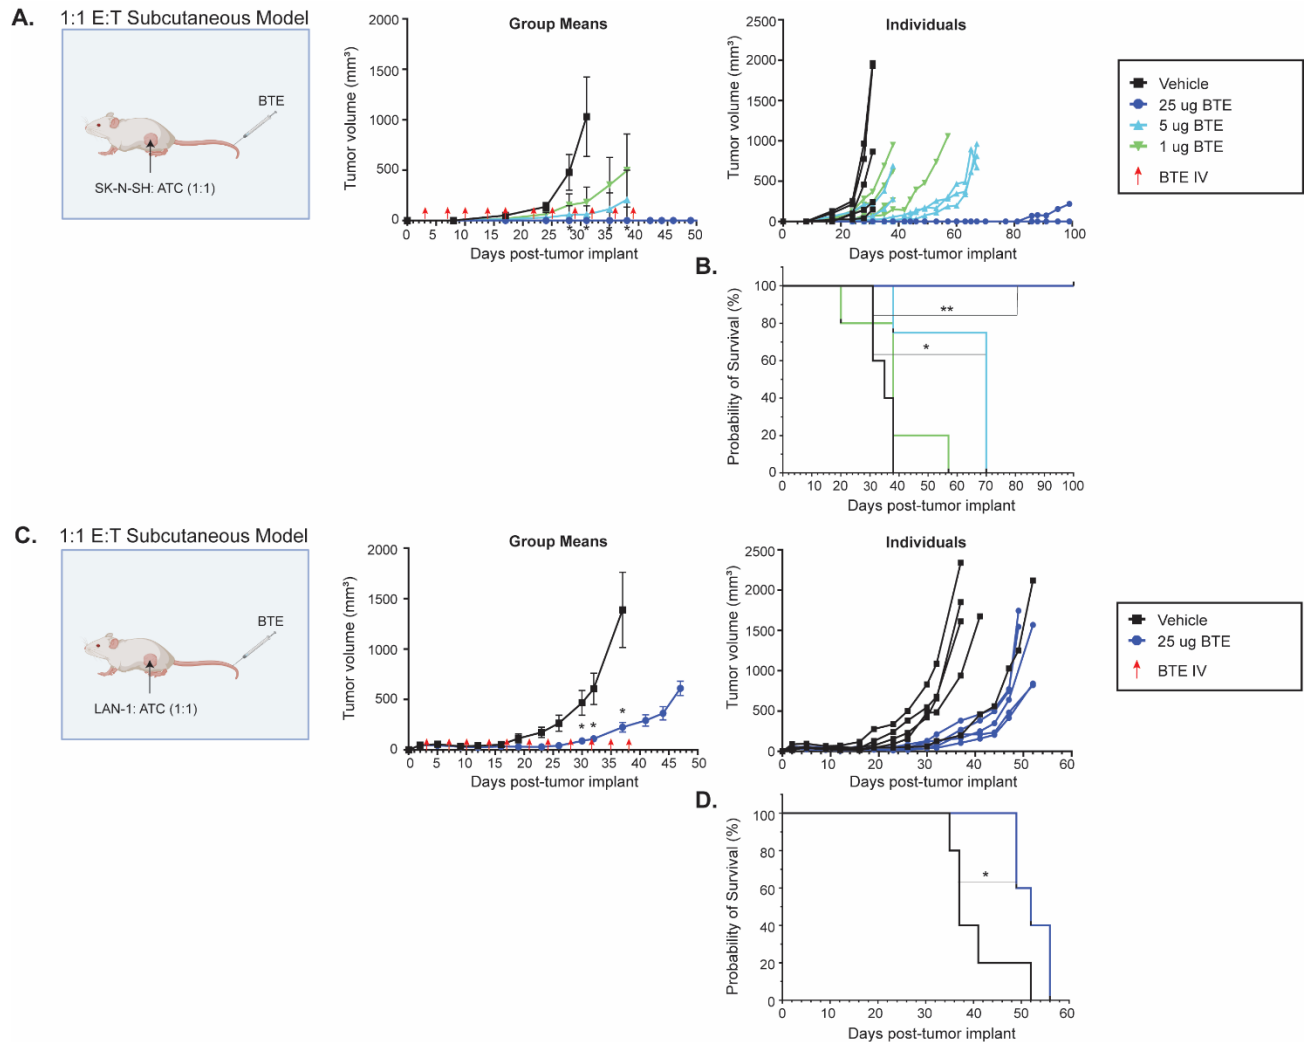 A.
1:1 E:T Subcutaneous Model
BTE
SK-N-SH: ATC (1:1)
Group Means
Tumor volume (mm³)
2000
1500
1000
500
0
0 5 10 15 20 25 30 35 40 45 50
* * * *
Days post-tumor implant
Individuals
Tumor volume (mm³)
2500
2000
1500
1000
500
0
0 20 40 60 80 100
Days post-tumor implant
Vehicle
25 ug BTE
5 ug BTE
1 ug BTE
BTE IV
B.
Probability of Survival (%)
100
80
60
40
20
0
**
*
0 10 20 30 40 50 60 70 80 90 100
Days post-tumor implant
C.
1:1 E:T Subcutaneous Model
BTE
LAN-1: ATC (1:1)
Group Means
Tumor volume (mm³)
2000
1500
1000
500
0
* * *
0 5 10 15 20 25 30 35 40 45 50
Days post-tumor implant
Individuals
Tumor volume (mm³)
2500
2000
1500
1000
500
0
0 10 20 30 40 50 60
Days post-tumor implant
Vehicle
25 ug BTE
BTE IV
D.
Probability of Survival (%)
100
80
60
40
20
0
*
0 10 20 30 40 50 60
Days post-tumor implant